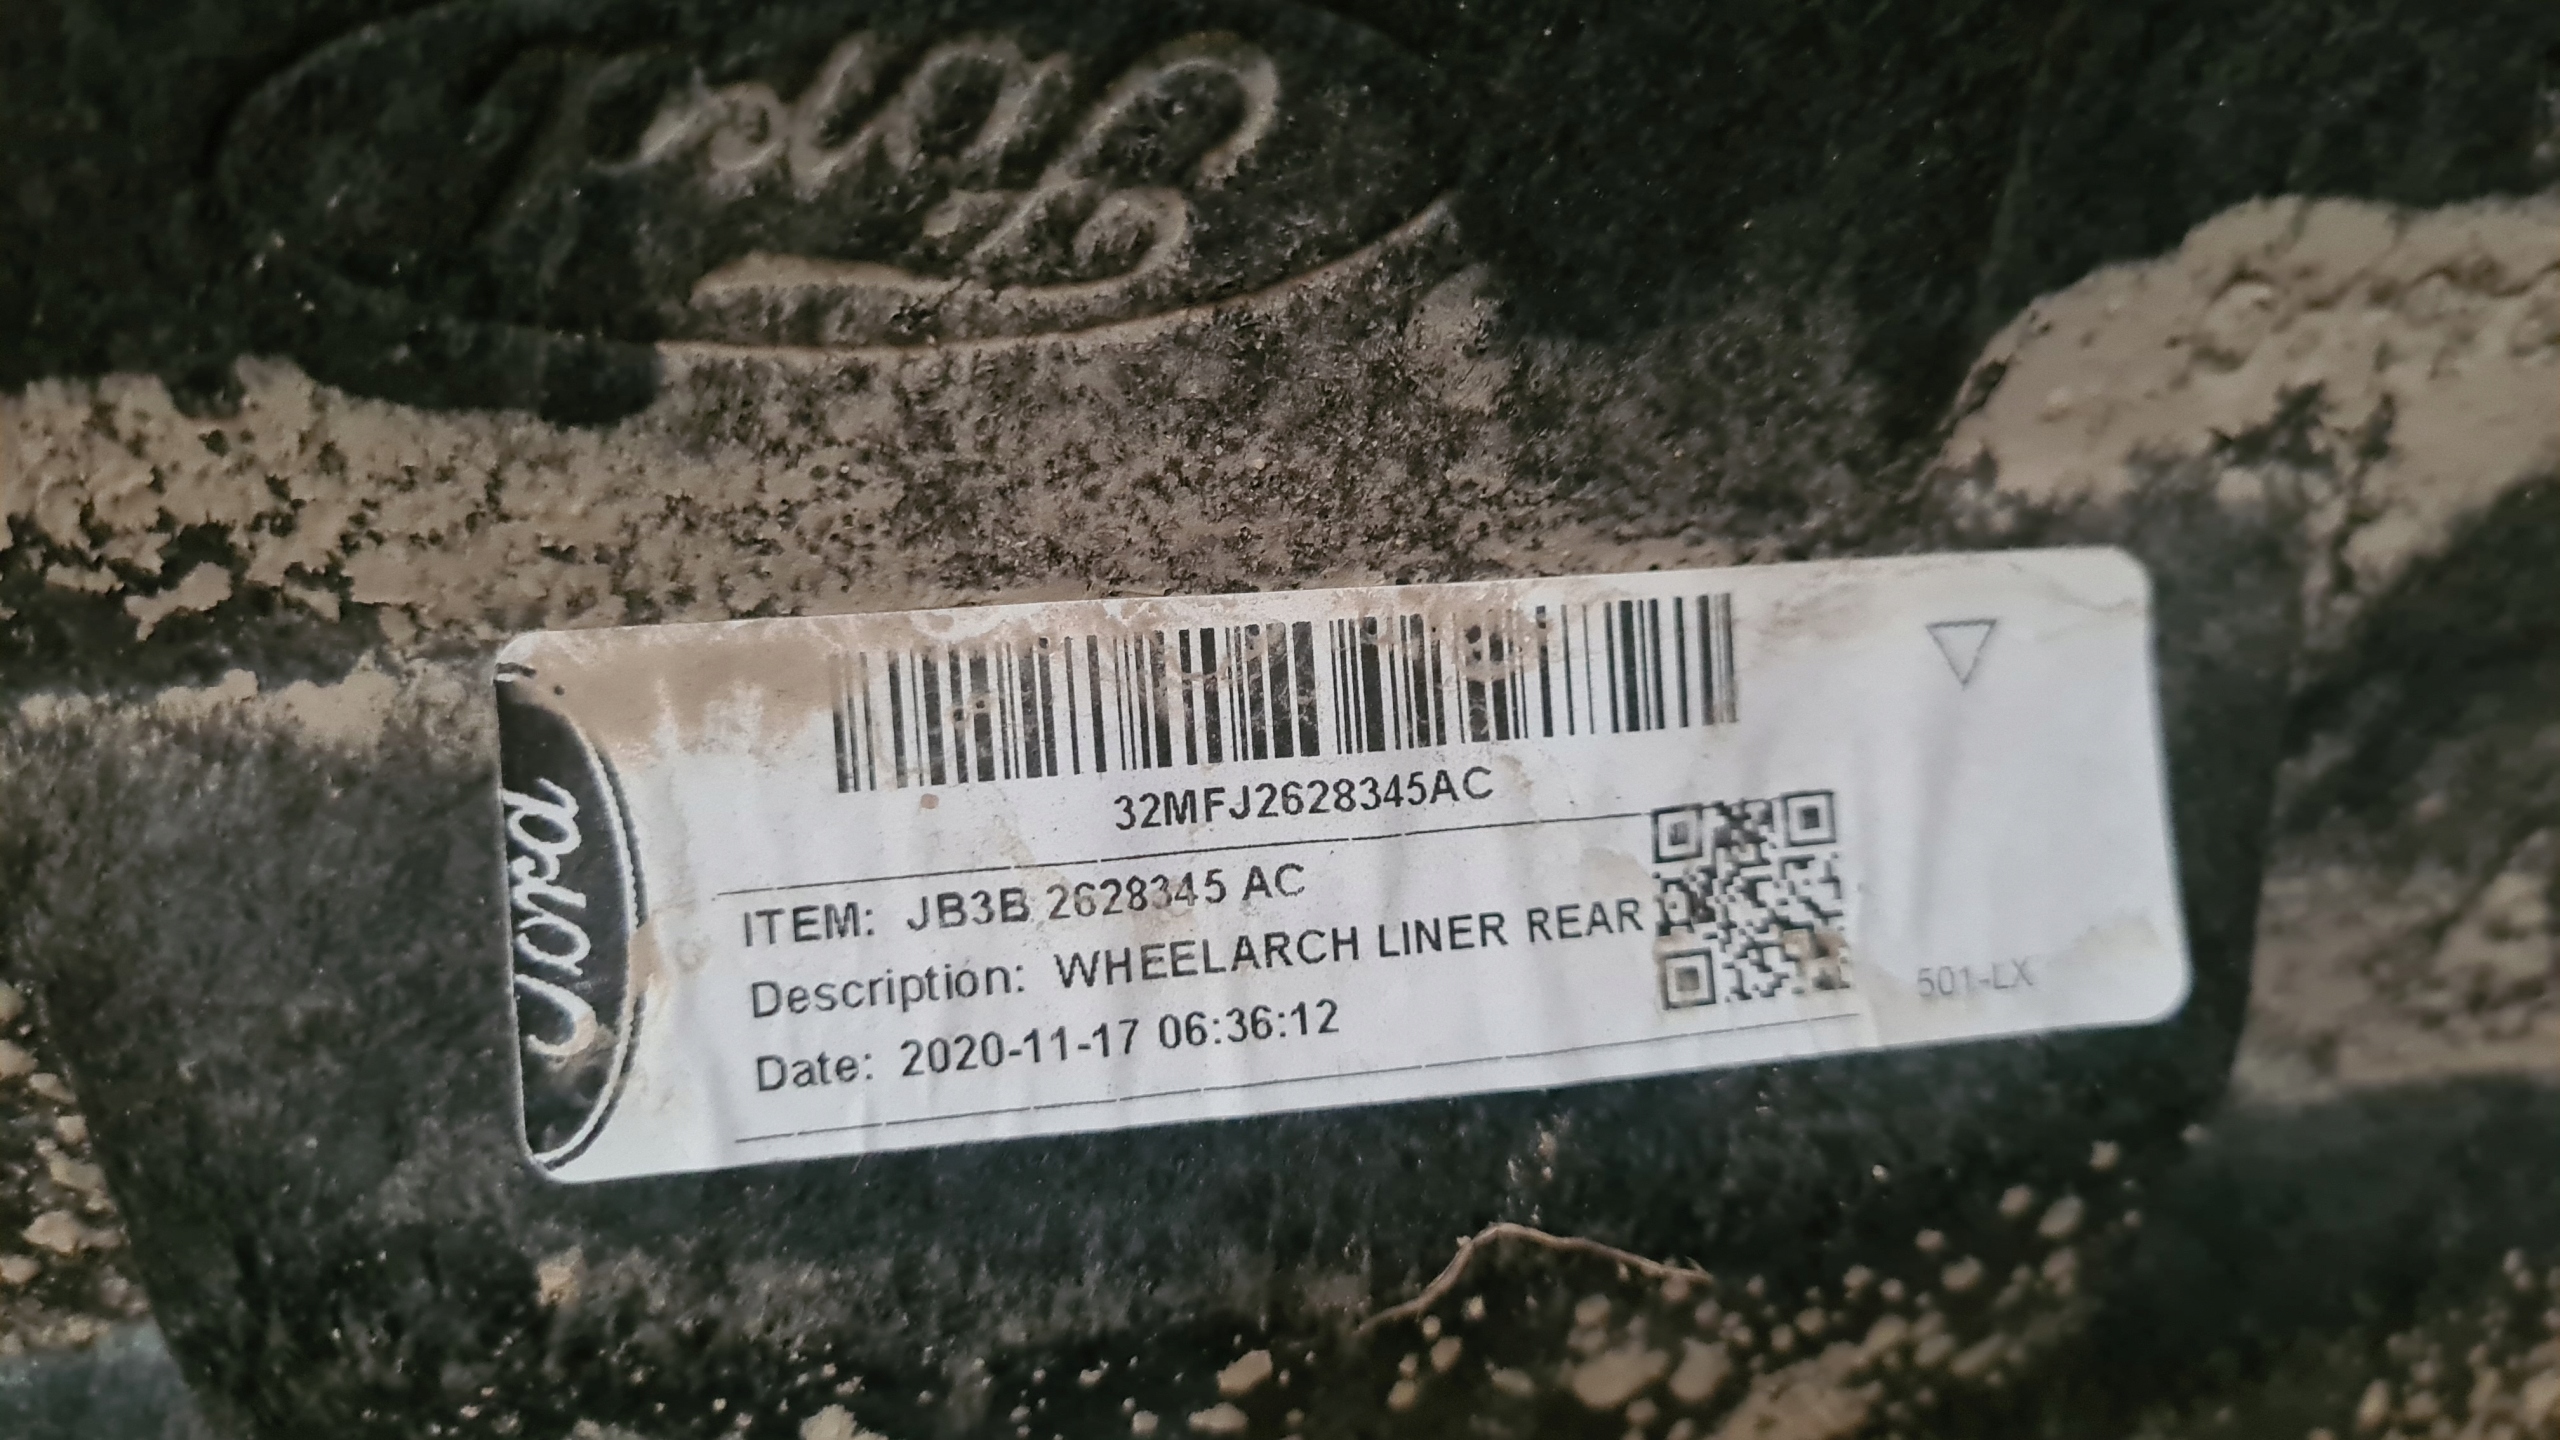 Ford
Ford
32MFJ2628345AC
ITEM: JB3B 2628345 AC
Description: WHEELARCH LINER REAR
Date: 2020-11-17 06:36:12
501-LX